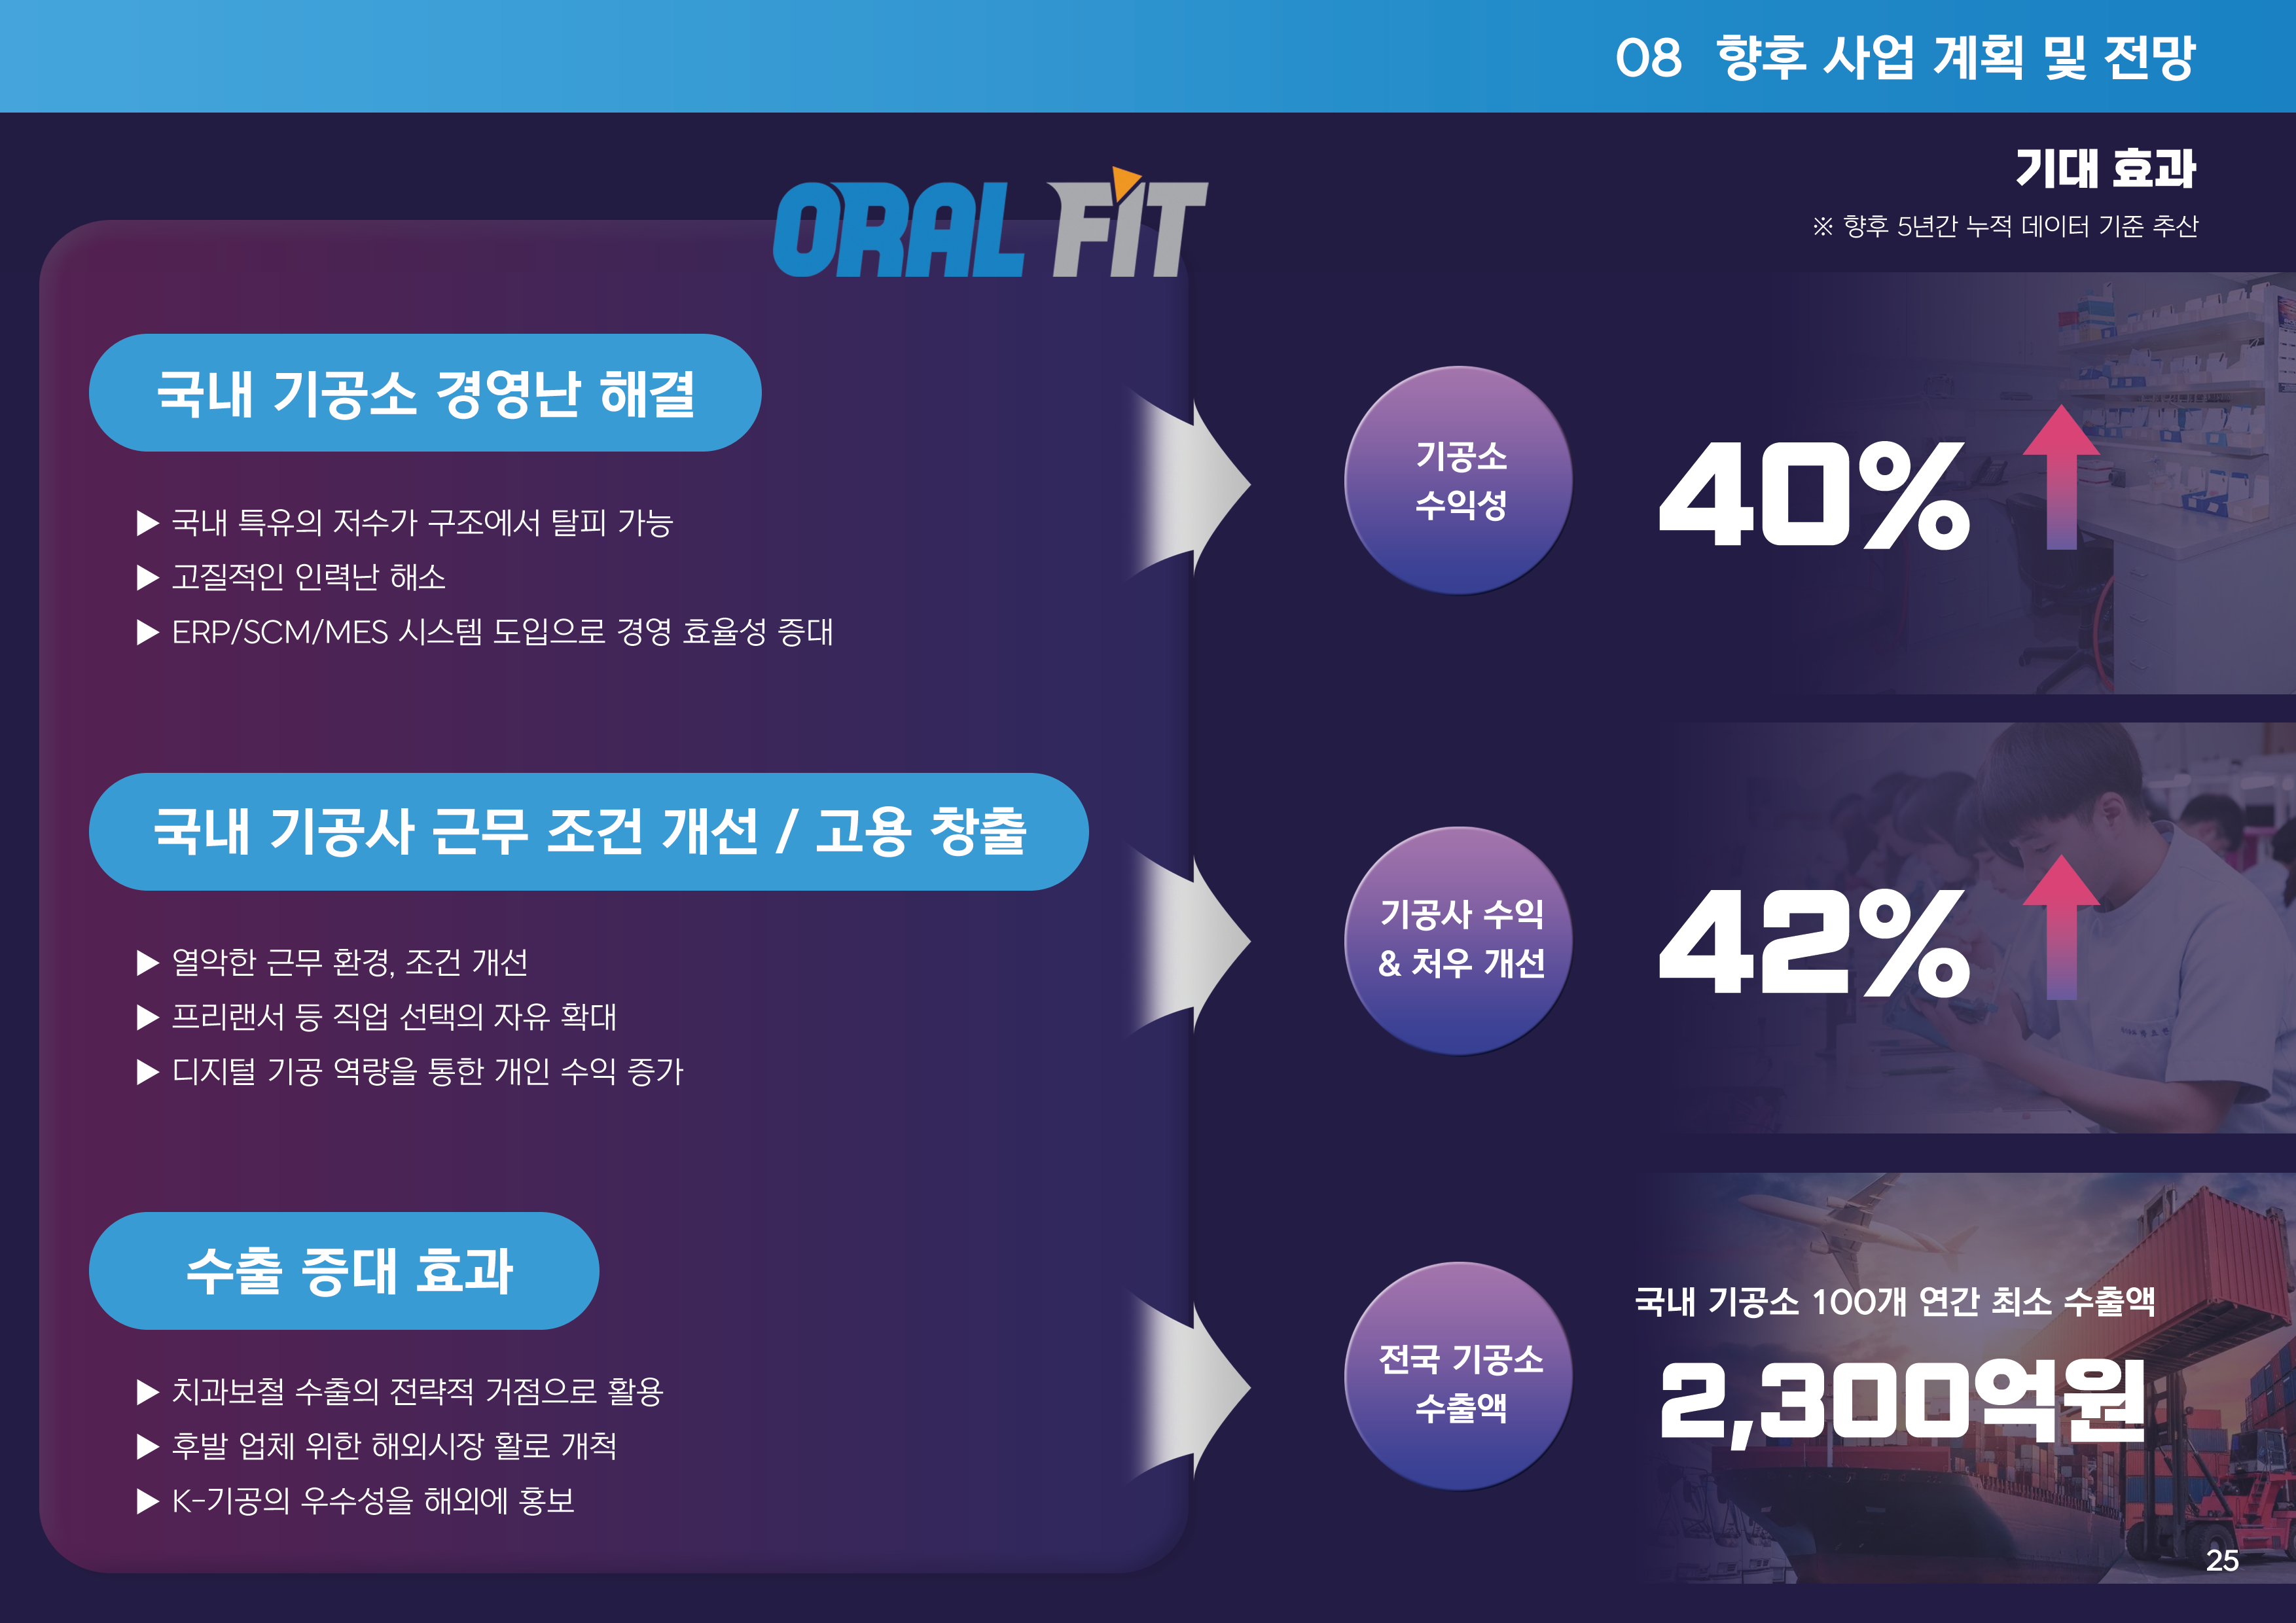 08 향후 사업 계획 및 전망
기대 효과
※ 향후 5년간 누적 데이터 기준 추산
ORAL FIT
국내 기공소 경영난 해결
▶ 국내 특유의 저수가 구조에서 탈피 가능
▶ 고질적인 인력난 해소
▶ ERP/SCM/MES 시스템 도입으로 경영 효율성 증대
기공소
수익성
40%
국내 기공사 근무 조건 개선 / 고용 창출
▶ 열악한 근무 환경, 조건 개선
▶ 프리랜서 등 직업 선택의 자유 확대
▶ 디지털 기공 역량을 통한 개인 수익 증가
기공사 수익
& 처우 개선
42%
수출 증대 효과
▶ 치과보철 수출의 전략적 거점으로 활용
▶ 후발 업체 위한 해외시장 활로 개척
▶ K-기공의 우수성을 해외에 홍보
전국 기공소
수출액
국내 기공소 100개 연간 최소 수출액
2,300억원
25